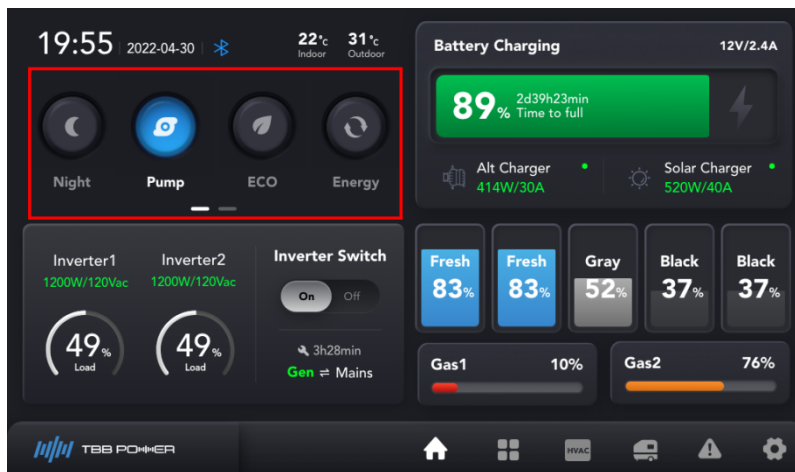 19:55 2022-04-30 22°c 31°c
Indoor Outdoor
Night Pump ECO Energy
Battery Charging 12V/2.4A
89% 2d39h23min
Time to full
Alt Charger Solar Charger
414W/30A 520W/40A
Inverter1 Inverter2
1200W/120Vac 1200W/120Vac
49% 49%
Load Load
Inverter Switch
On Off
3h28min
Gen ⇌ Mains
Fresh Fresh Gray Black Black
83% 83% 52% 37% 37%
Gas1 10% Gas2 76%
TBB POWER HVAC